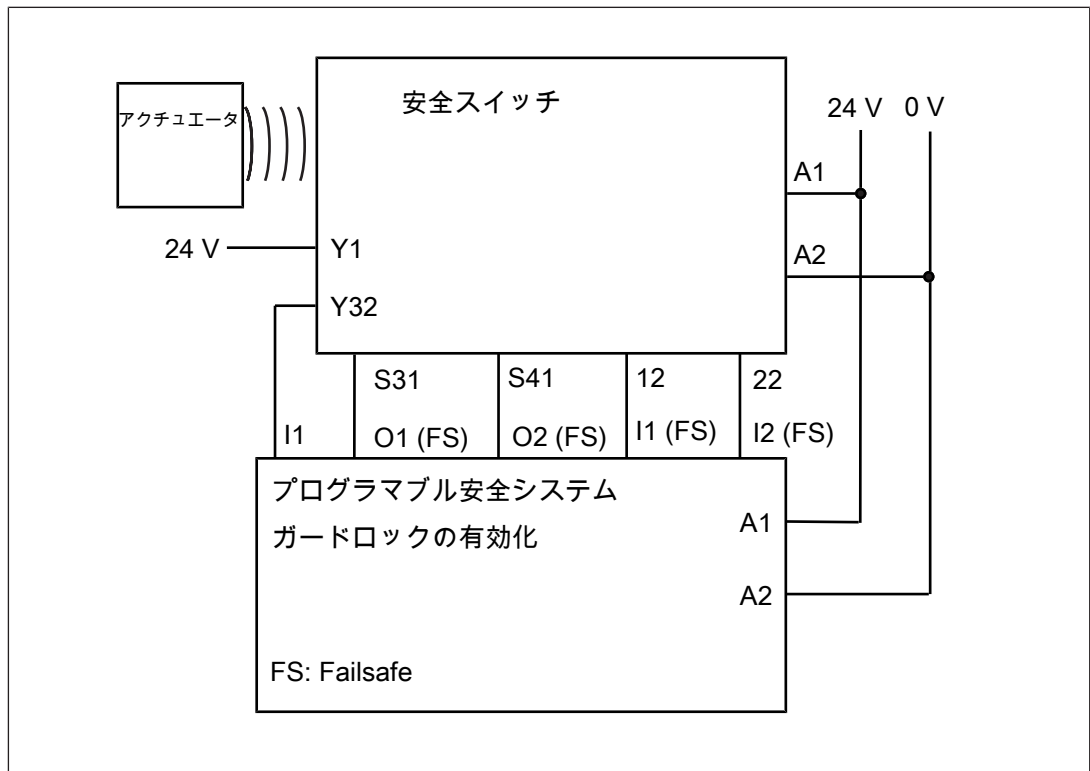 安全スイッチ
アクチュエータ
24 V
0 V
A1
A2
24 V
Y1
Y32
S31
S41
12
22
I1
O1 (FS)
O2 (FS)
I1 (FS)
I2 (FS)
プログラマブル安全システム
ガードロックの有効化
A1
A2
FS: Failsafe